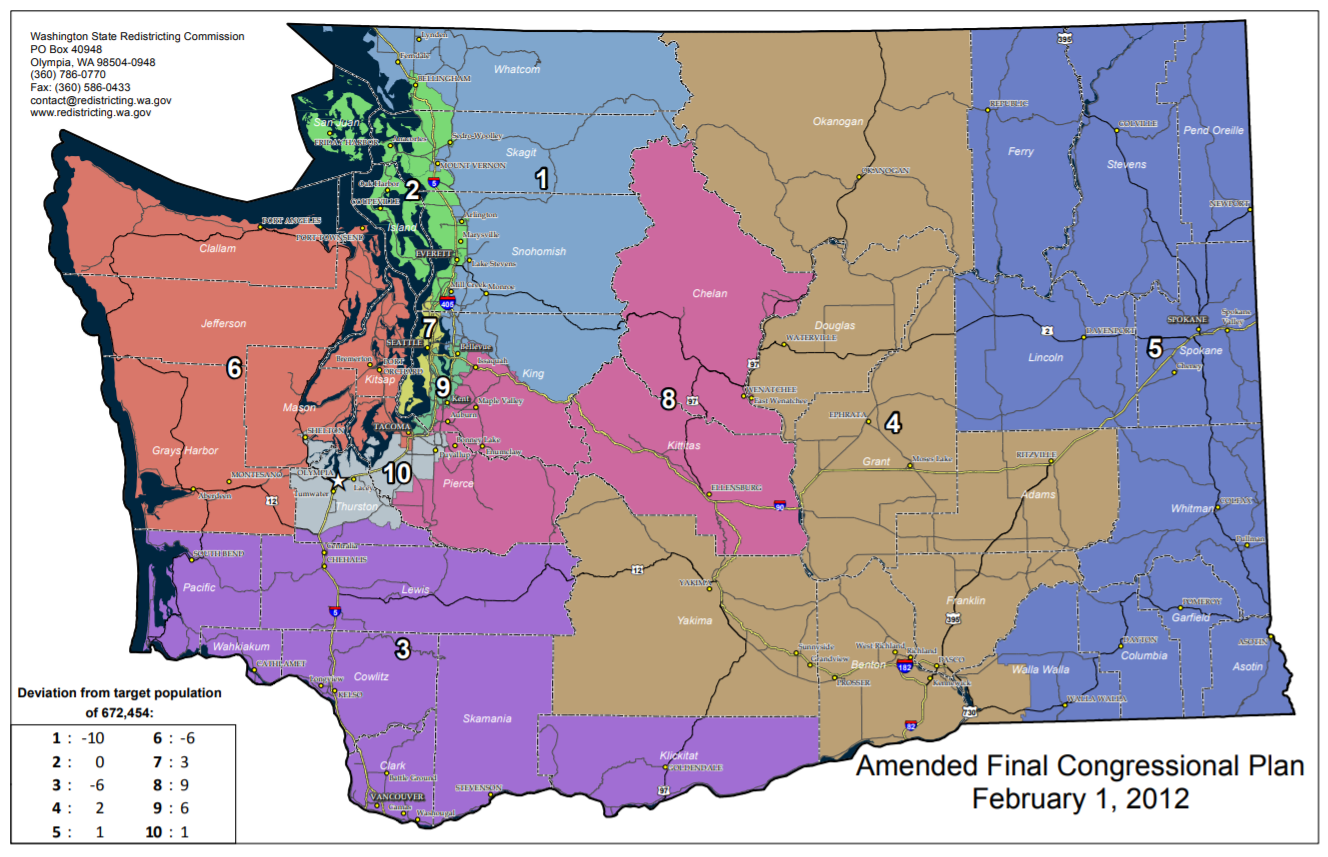 Washington State Redistricting Commission
PO Box 40948
Olympia, WA 98504-0948
(360) 786-0770
Fax: (360) 586-0433
contact@redistricting.wa.gov
www.redistricting.wa.gov
Lynden
Ferndale
Whatcom
BELLINGHAM
San Juan
FRIDAY HARBOR
Anacortes
Sedro-Woolley
Skagit
MOUNT VERNON
1
2
5
Oak Harbor
COUPEVILLE
Island
Arlington
Marysville
Snohomish
EVERETT
Lake Stevens
Mill Creek
Monroe
405
395
Okanogan
OKANOGAN
REPUBLIC
Ferry
COLVILLE
Stevens
Pend Oreille
NEWPORT
PORT ANGELES
PORT TOWNSEND
Clallam
Jefferson
6
7
SEATTLE
Bellevue
Issaquah
King
Bremerton
PORT ORCHARD
Kitsap
9
Kent
Maple Valley
Auburn
Mason
SHELTON
TACOMA
Bonney Lake
Enumclaw
Puyallup
Grays Harbor
MONTESANO
Aberdeen
12
OLYMPIA
Lacey
Tumwater
10
Thurston
Pierce
Chelan
8
97
97
Kittitas
ELLENSBURG
90
Douglas
WATERVILLE
WENATCHEE
East Wenatchee
EPHRATA
4
Grant
Moses Lake
RITZVILLE
Adams
2
DAVENPORT
Lincoln
SPOKANE
Spokane Valley
5
Spokane
Cheney
Whitman
COLFAX
Pullman
SOUTH BEND
Pacific
Centralia
CHEHALIS
Lewis
5
12
YAKIMA
Yakima
Franklin
395
Wahkiakum
CATHLAMET
Longview
KELSO
Cowlitz
3
Skamania
Sunnyside
Grandview
PROSSER
West Richland
Richland
Benton
182
PASCO
Kennewick
82
730
Walla Walla
WALLA WALLA
DAYTON
Columbia
POMEROY
Garfield
ASOTIN
Asotin
Klickitat
GOLDENDALE
97
Clark
Battle Ground
VANCOUVER
Camas
Washougal
STEVENSON
Deviation from target population
of 672,454:
1 : -10 6 : -6
2 : 0 7 : 3
3 : -6 8 : 9
4 : 2 9 : 6
5 : 1 10 : 1
Amended Final Congressional Plan
February 1, 2012